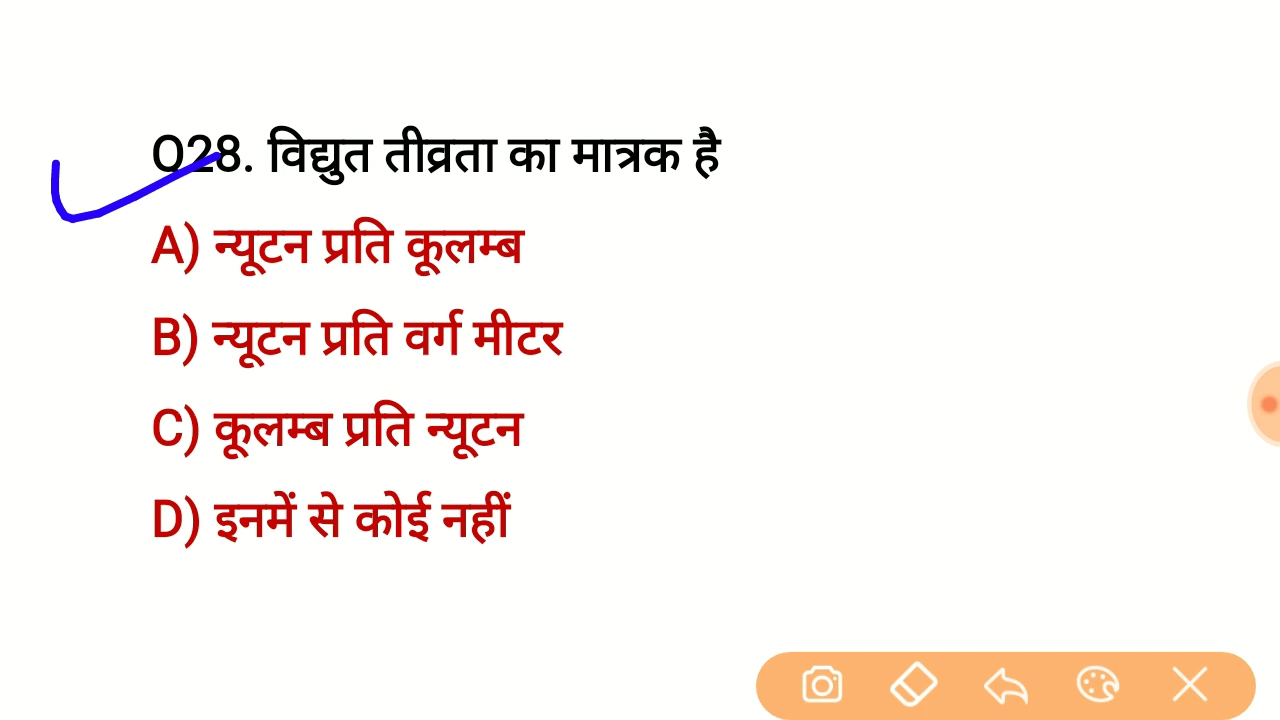 Q28. विद्युत तीव्रता का मात्रक है
A) न्यूटन प्रति कूलम्ब
B) न्यूटन प्रति वर्ग मीटर
C) कूलम्ब प्रति न्यूटन
D) इनमें से कोई नहीं